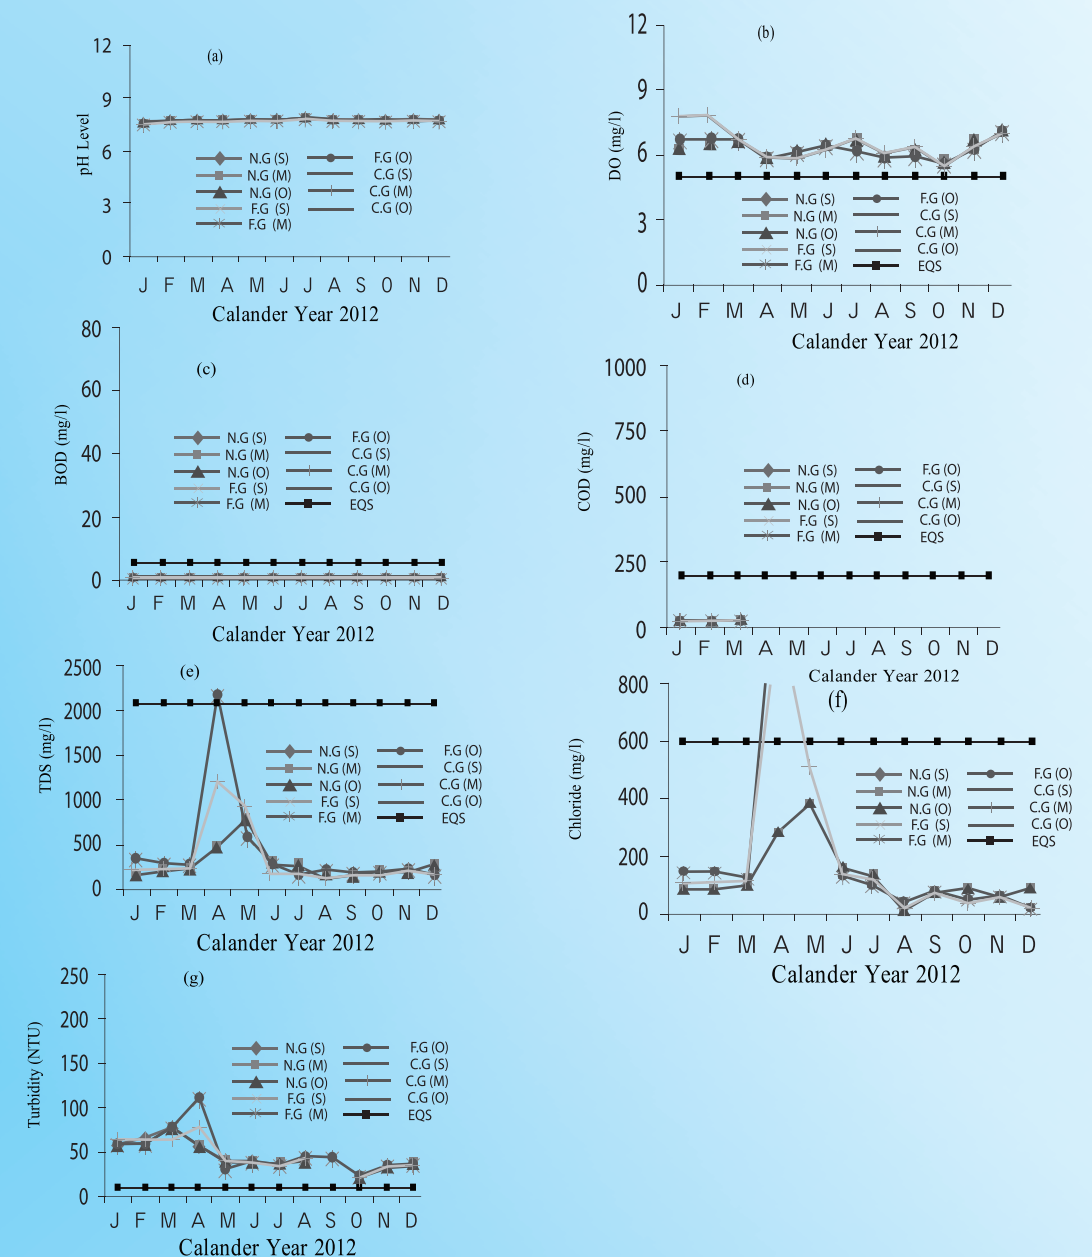 (a)
12
9
6
3
0
pH Level
N.G (S)
N.G (M)
N.G (O)
F.G (S)
F.G (M)
F.G (O)
C.G (S)
C.G (M)
C.G (O)
J F M A M J J A S O N D
Calander Year 2012
(b)
12
9
6
3
0
DO (mg/l)
N.G (S)
N.G (M)
N.G (O)
F.G (S)
F.G (M)
F.G (O)
C.G (S)
C.G (M)
C.G (O)
EQS
J F M A M J J A S O N D
Calander Year 2012
(c)
80
60
40
20
0
BOD (mg/l)
N.G (S)
N.G (M)
N.G (O)
F.G (S)
F.G (M)
F.G (O)
C.G (S)
C.G (M)
C.G (O)
EQS
J F M A M J J A S O N D
Calander Year 2012
(d)
1000
750
500
250
0
COD (mg/l)
N.G (S)
N.G (M)
N.G (O)
F.G (S)
F.G (M)
F.G (O)
C.G (S)
C.G (M)
C.G (O)
EQS
J F M A M J J A S O N D
Calander Year 2012
(e)
2500
2000
1500
1000
500
0
TDS (mg/l)
N.G (S)
N.G (M)
N.G (O)
F.G (S)
F.G (M)
F.G (O)
C.G (S)
C.G (M)
C.G (O)
EQS
J F M A M J J A S O N D
Calander Year 2012
(f)
800
600
400
200
0
Chloride (mg/l)
N.G (S)
N.G (M)
N.G (O)
F.G (S)
F.G (M)
F.G (O)
C.G (S)
C.G (M)
C.G (O)
EQS
J F M A M J J A S O N D
Calander Year 2012
(g)
250
200
150
100
50
0
Turbidity (NTU)
N.G (S)
N.G (M)
N.G (O)
F.G (S)
F.G (M)
F.G (O)
C.G (S)
C.G (M)
C.G (O)
EQS
J F M A M J J A S O N D
Calander Year 2012